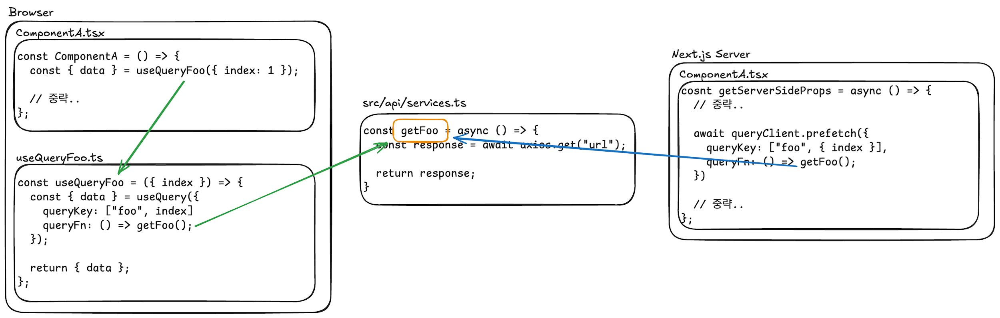 Browser
ComponentA.tsx
const ComponentA = () => {
  const { data } = useQueryFoo({ index: 1 });
  // 중략..
};
useQueryFoo.ts
const useQueryFoo = ({ index }) => {
  const { data } = useQuery({
    queryKey: ["foo", index]
    queryFn: () => getFoo();
  });
  return { data };
};
src/api/services.ts
const getFoo = async () => {
  const response = await axios.get("url");
  return response;
}
Next.js Server
ComponentA.tsx
cosnt getServerSideProps = async () => {
  // 중략..
  await queryClient.prefetch({
    queryKey: ["foo", { index }],
    queryFn: () => getFoo();
  })
  // 중략..
};